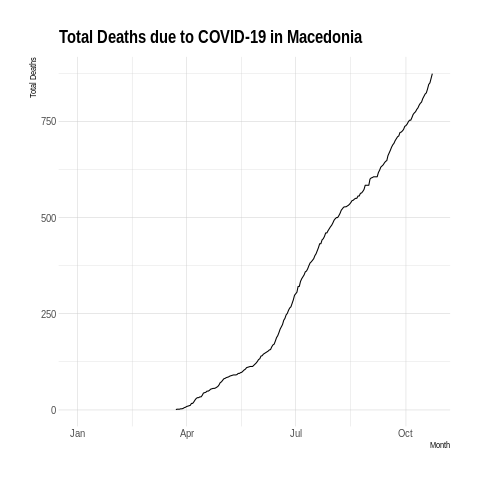 Total Deaths due to COVID-19 in Macedonia
Total Deaths
750
500
250
0
Jan Apr Jul Oct
Month